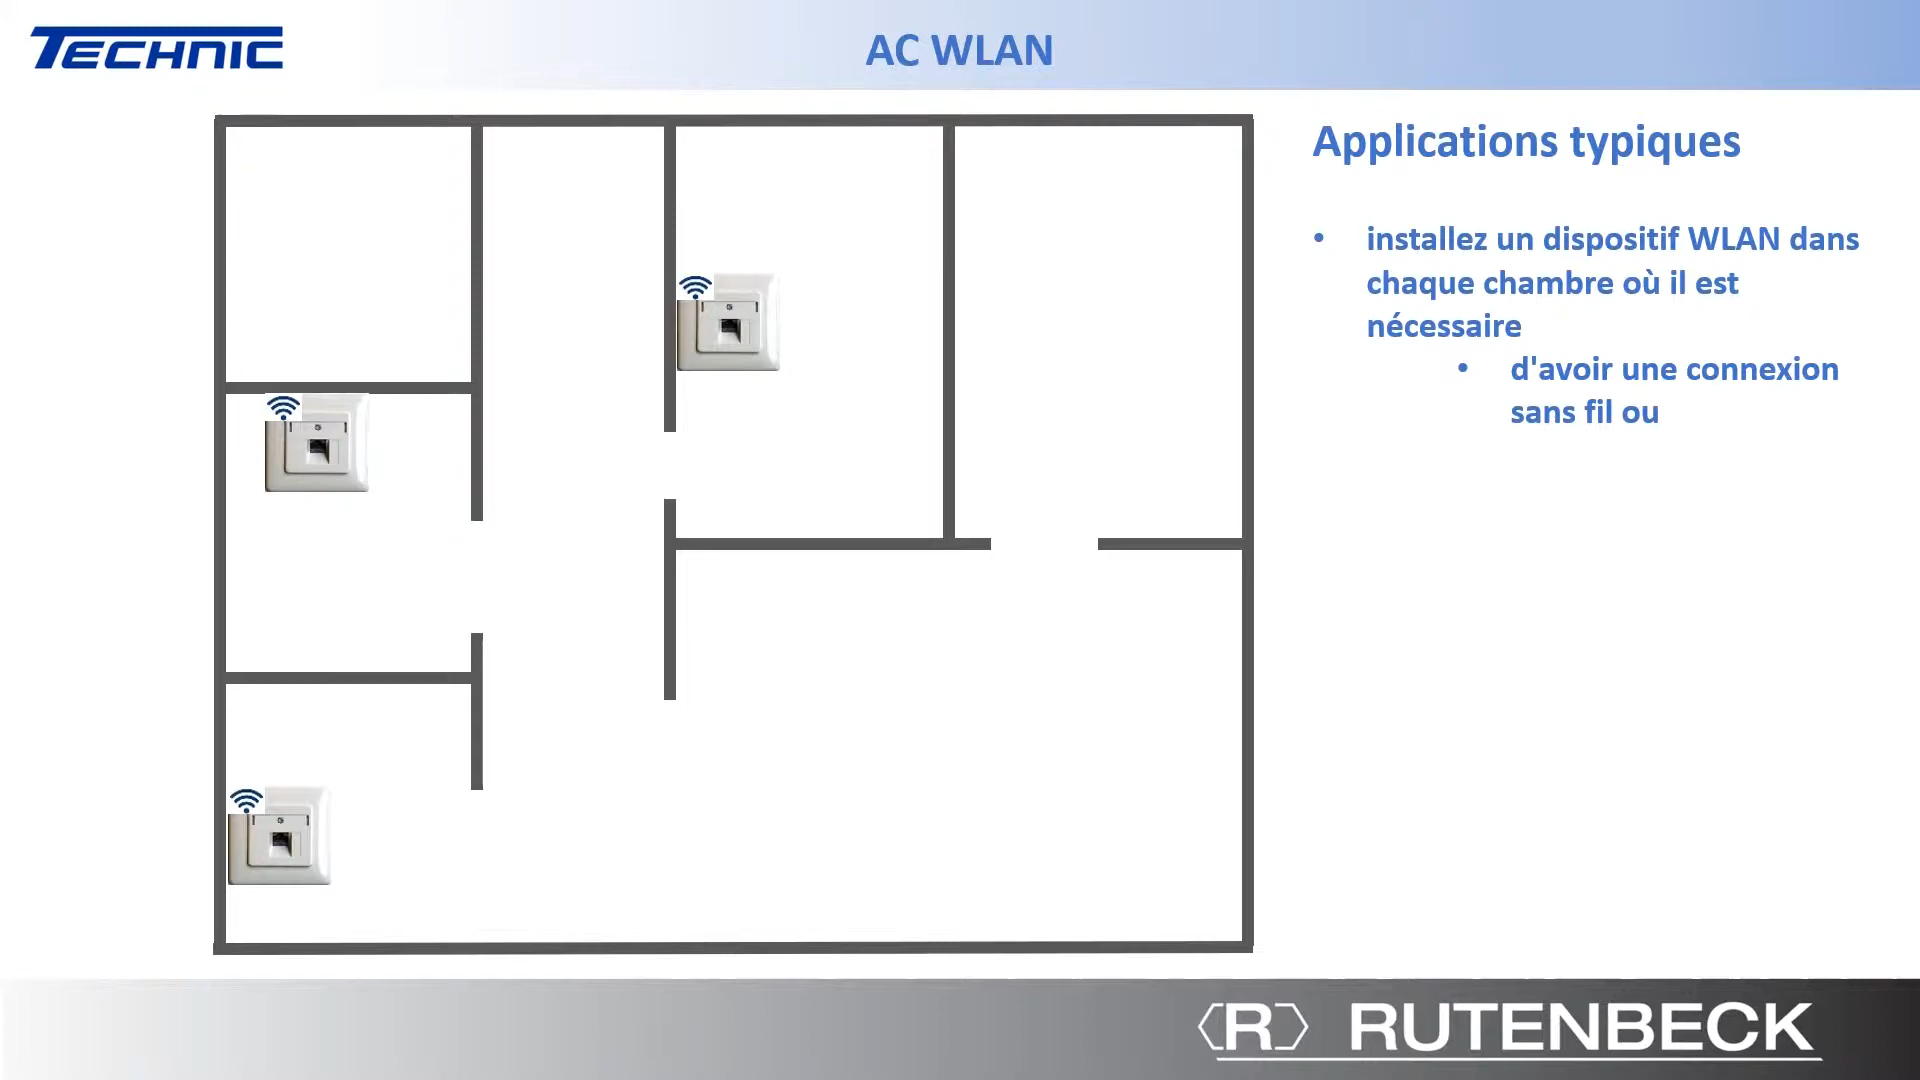 TECHNIC
AC WLAN
Applications typiques
• installez un dispositif WLAN dans
chaque chambre où il est
nécessaire
• d'avoir une connexion
sans fil ou
R RUTENBECK